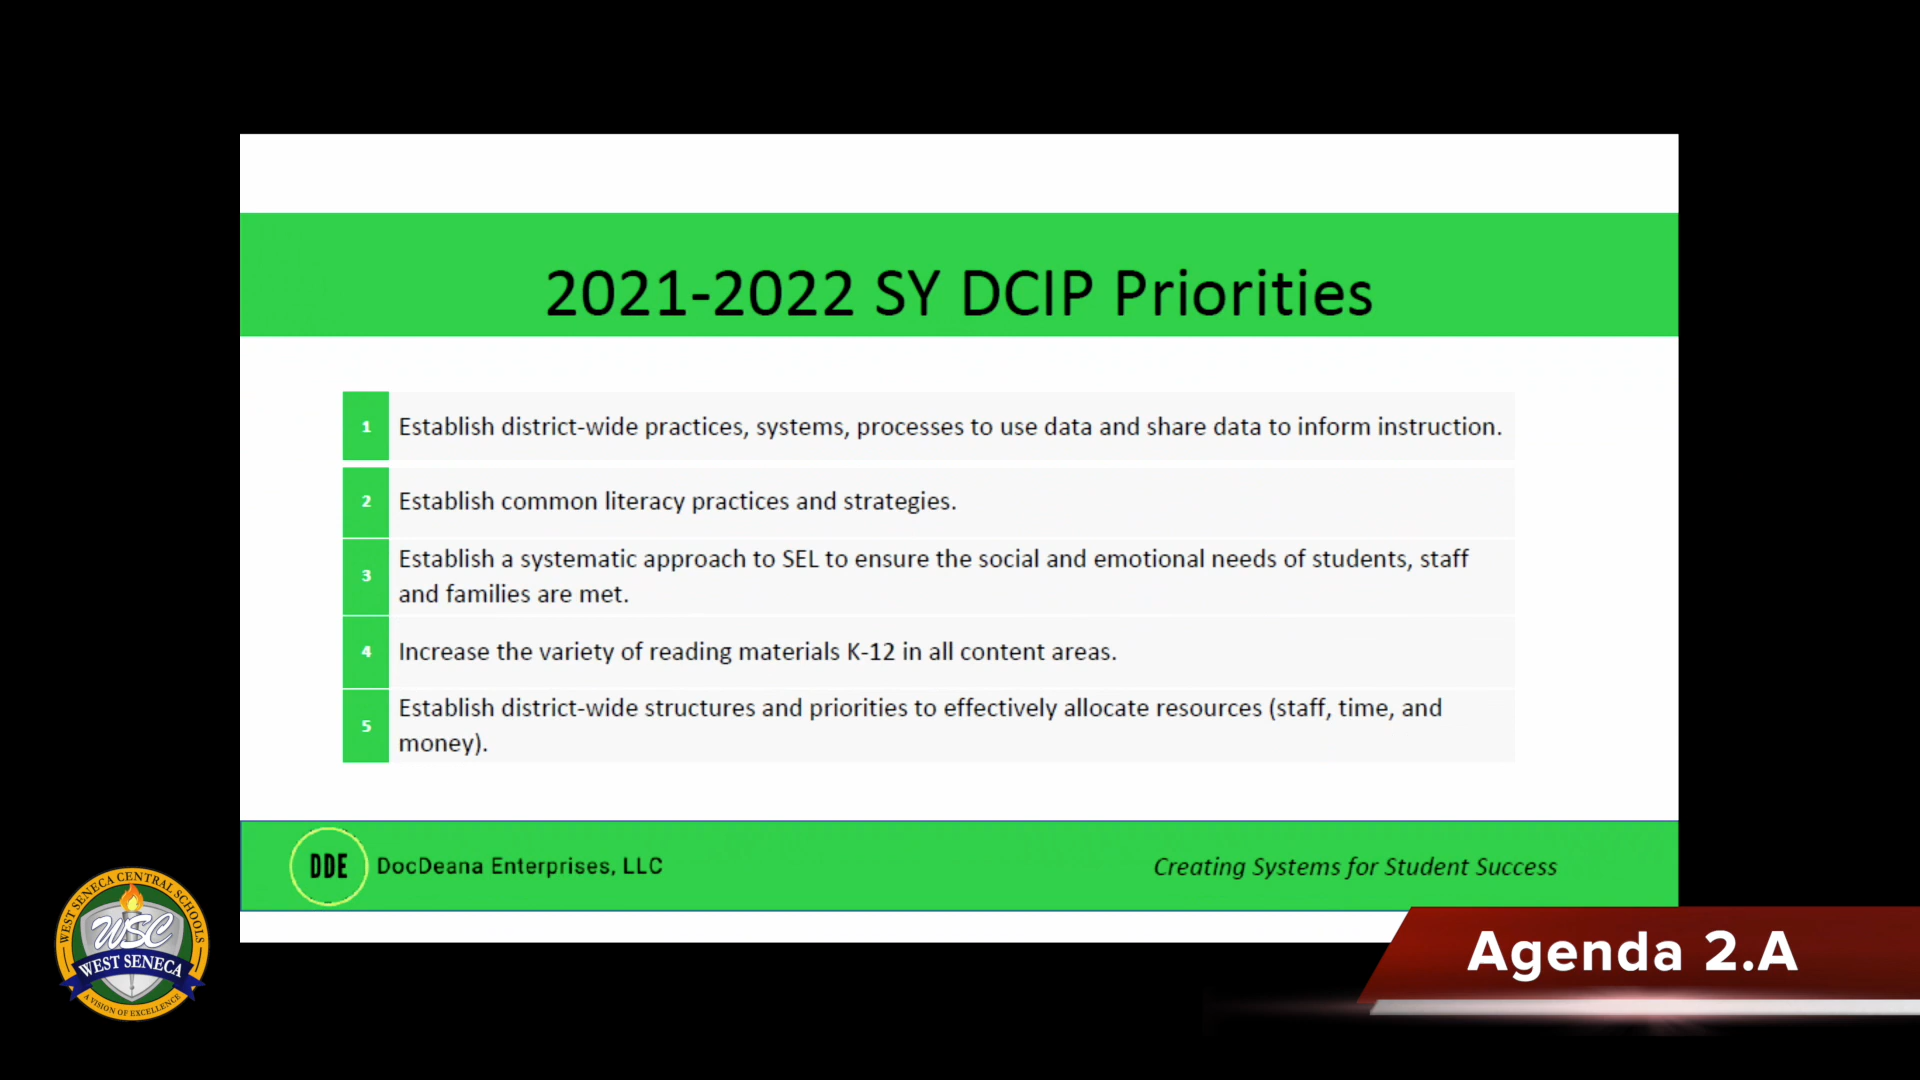 2021-2022 SY DCIP Priorities
1 Establish district-wide practices, systems, processes to use data and share data to inform instruction.
2 Establish common literacy practices and strategies.
3 Establish a systematic approach to SEL to ensure the social and emotional needs of students, staff
and families are met.
4 Increase the variety of reading materials K-12 in all content areas.
5 Establish district-wide structures and priorities to effectively allocate resources (staff, time, and
money).
DDE DocDeana Enterprises, LLC
Creating Systems for Student Success
WEST SENECA CENTRAL SCHOOLS
WSC
WEST SENECA
A VISION OF EXCELLENCE
Agenda 2.A